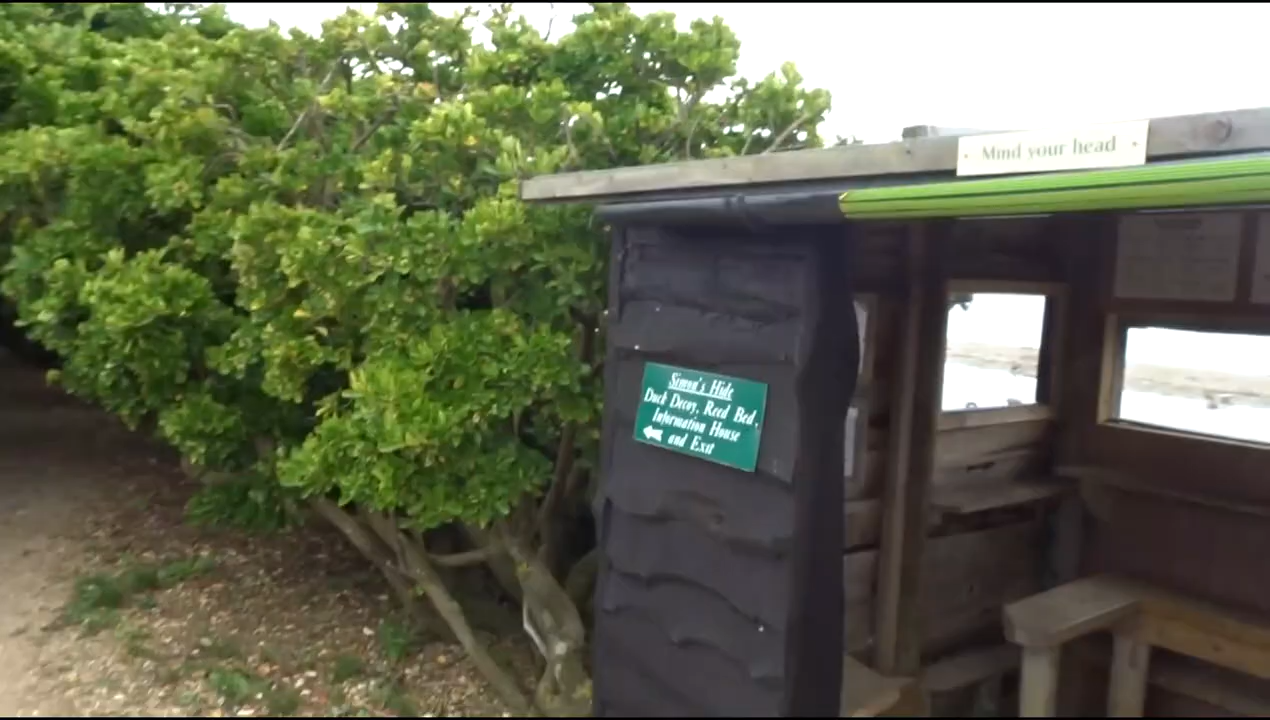 Mind your head
Simon's Hide
Duck Decoy, Reed Bed,
Information House
and Exit